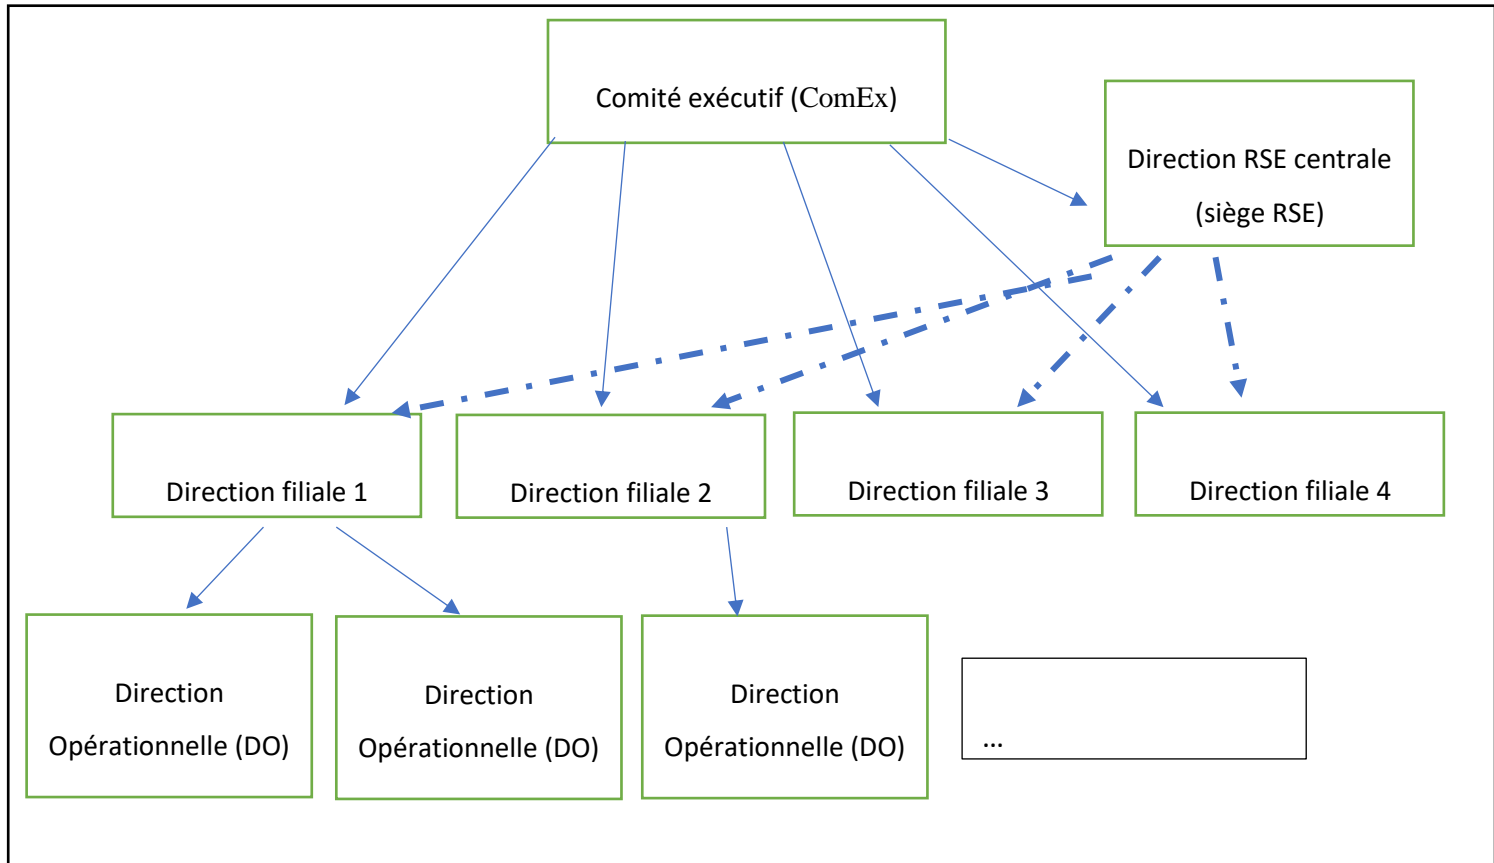 Comité exécutif (ComEx)
Direction RSE centrale
(siège RSE)
Direction filiale 1
Direction filiale 2
Direction filiale 3
Direction filiale 4
Direction
Opérationnelle (DO)
Direction
Opérationnelle (DO)
Direction
Opérationnelle (DO)
...